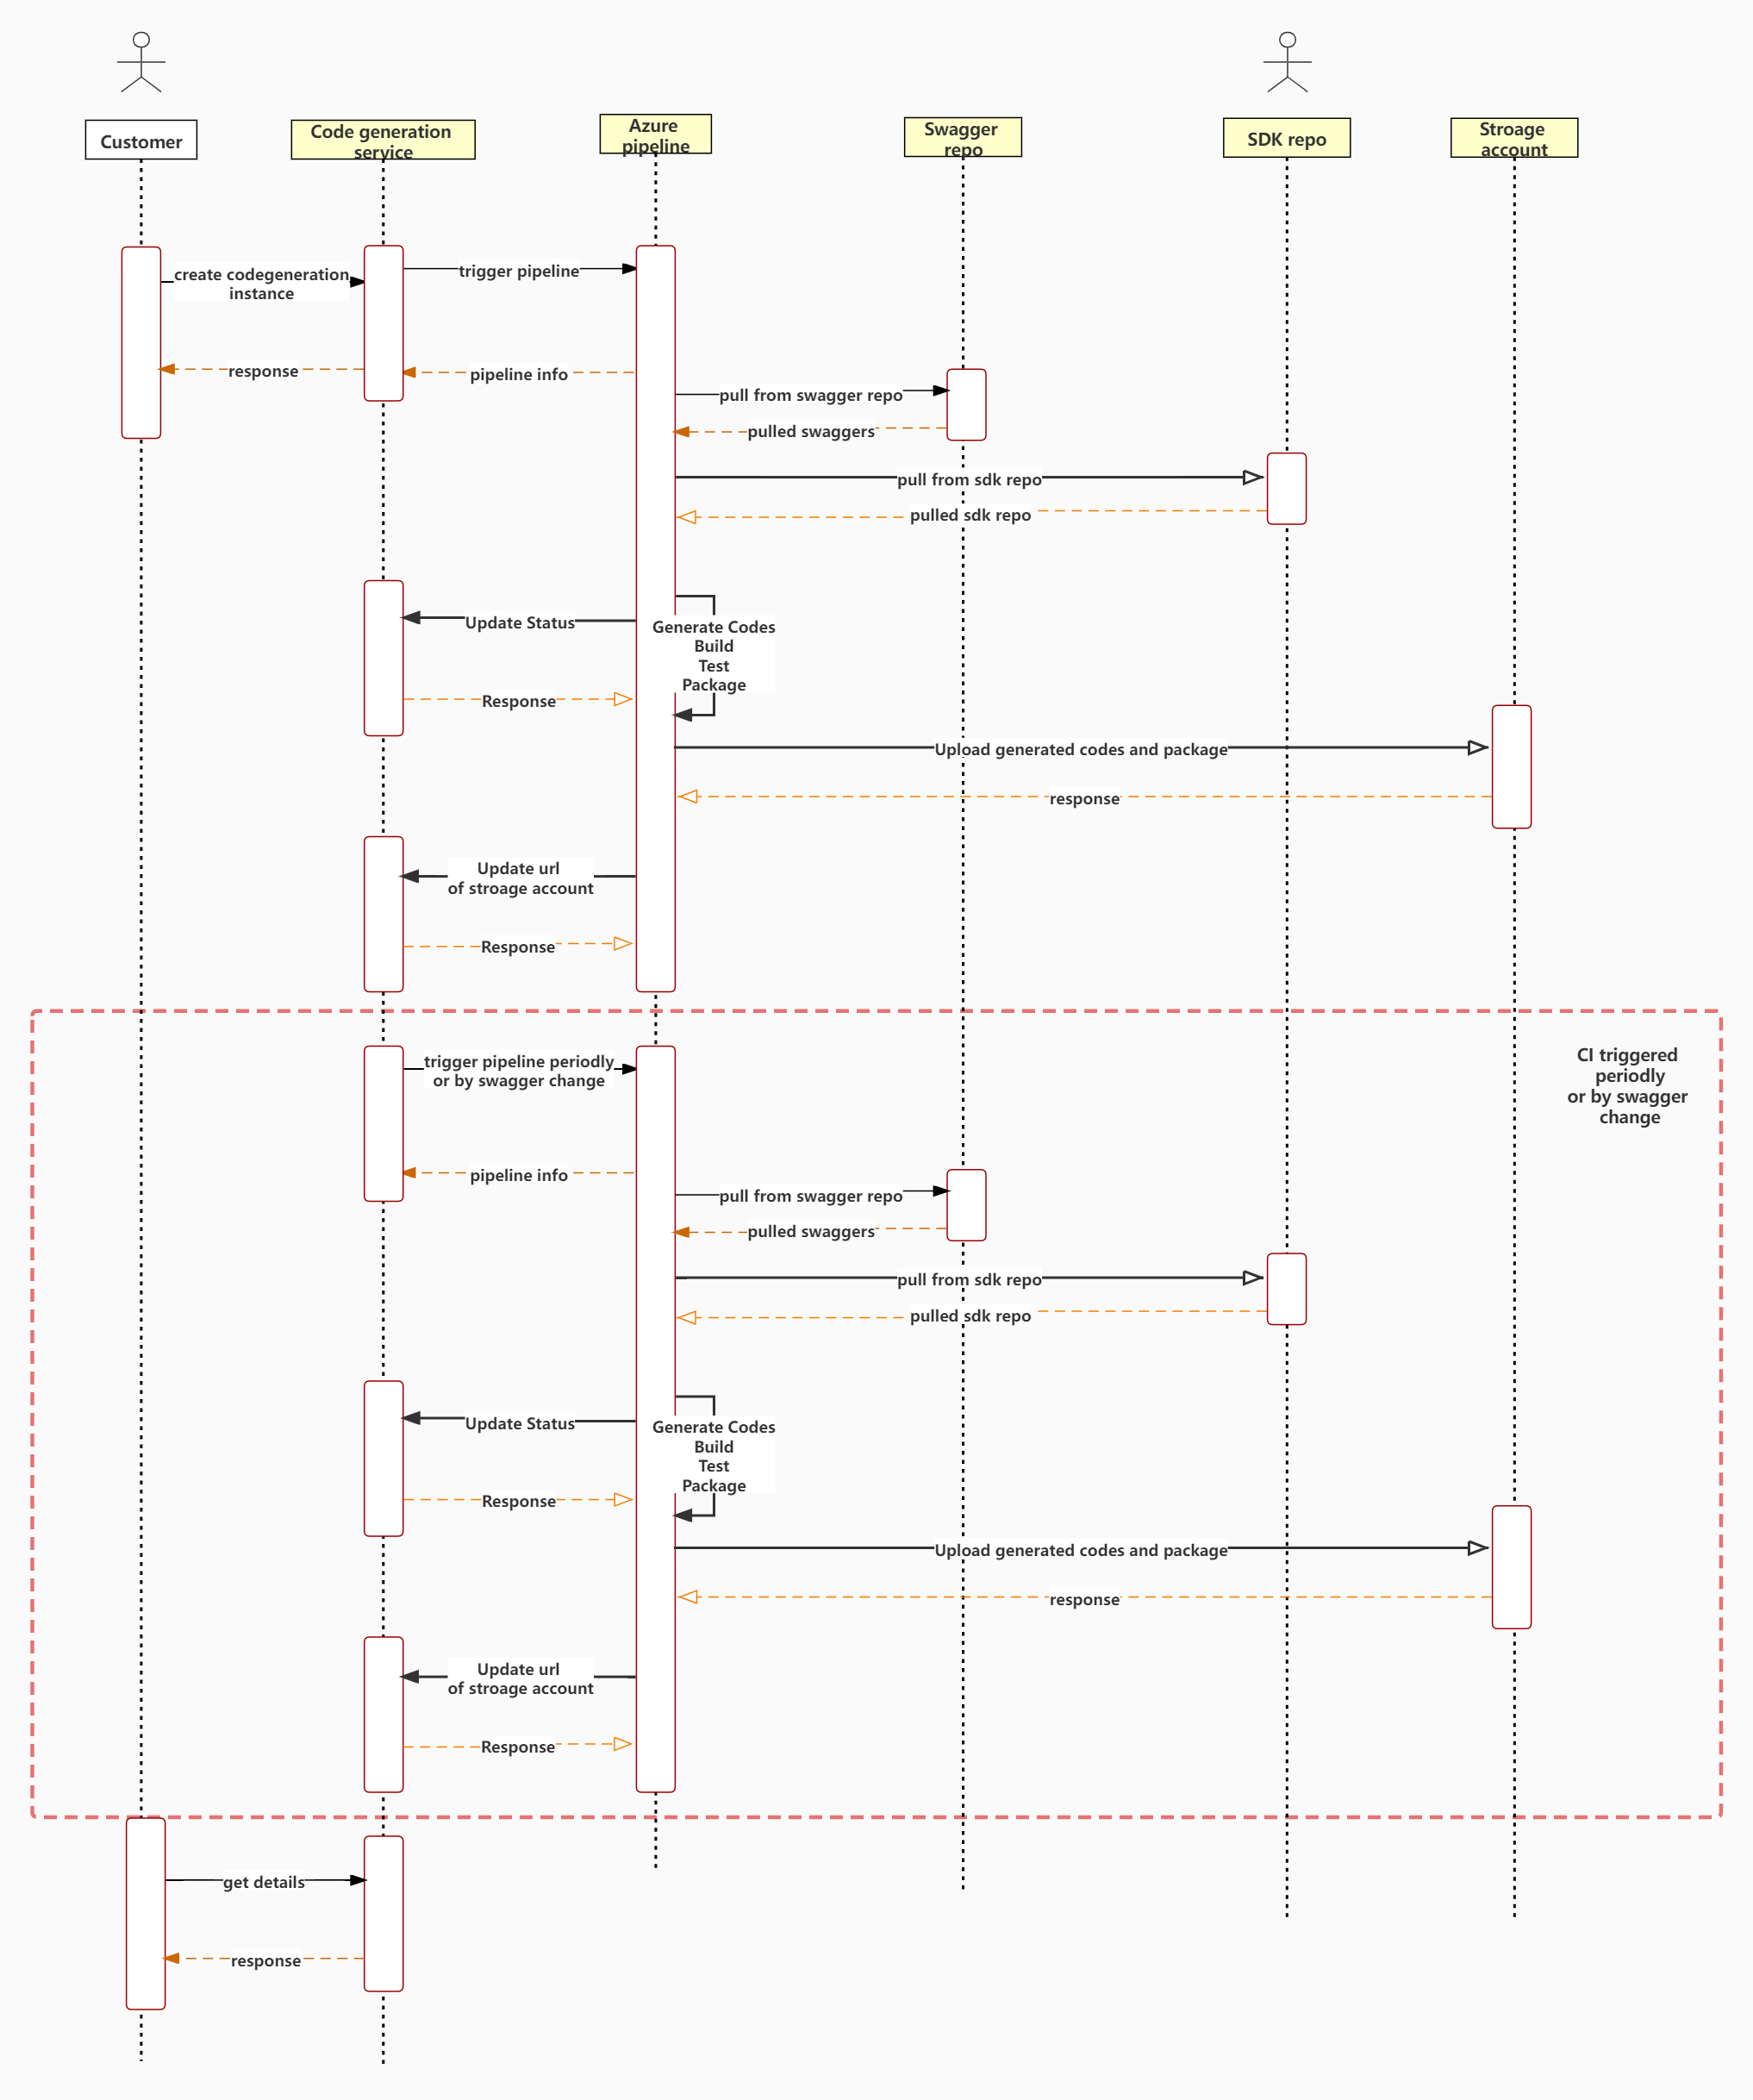 Customer
Code generation
service
Azure
pipeline
Swagger
repo
SDK repo
Stroage
account
create codegeneration
instance
trigger pipeline
response
pipeline info
pull from swagger repo
pulled swaggers
pull from sdk repo
pulled sdk repo
Update Status
Generate Codes
Build
Test
Package
Response
Upload generated codes and package
response
Update url
of stroage account
Response
CI triggered
periodly
or by swagger
change
trigger pipeline periodly
or by swagger change
pipeline info
pull from swagger repo
pulled swaggers
pull from sdk repo
pulled sdk repo
Update Status
Generate Codes
Build
Test
Package
Response
Upload generated codes and package
response
Update url
of stroage account
Response
get details
response